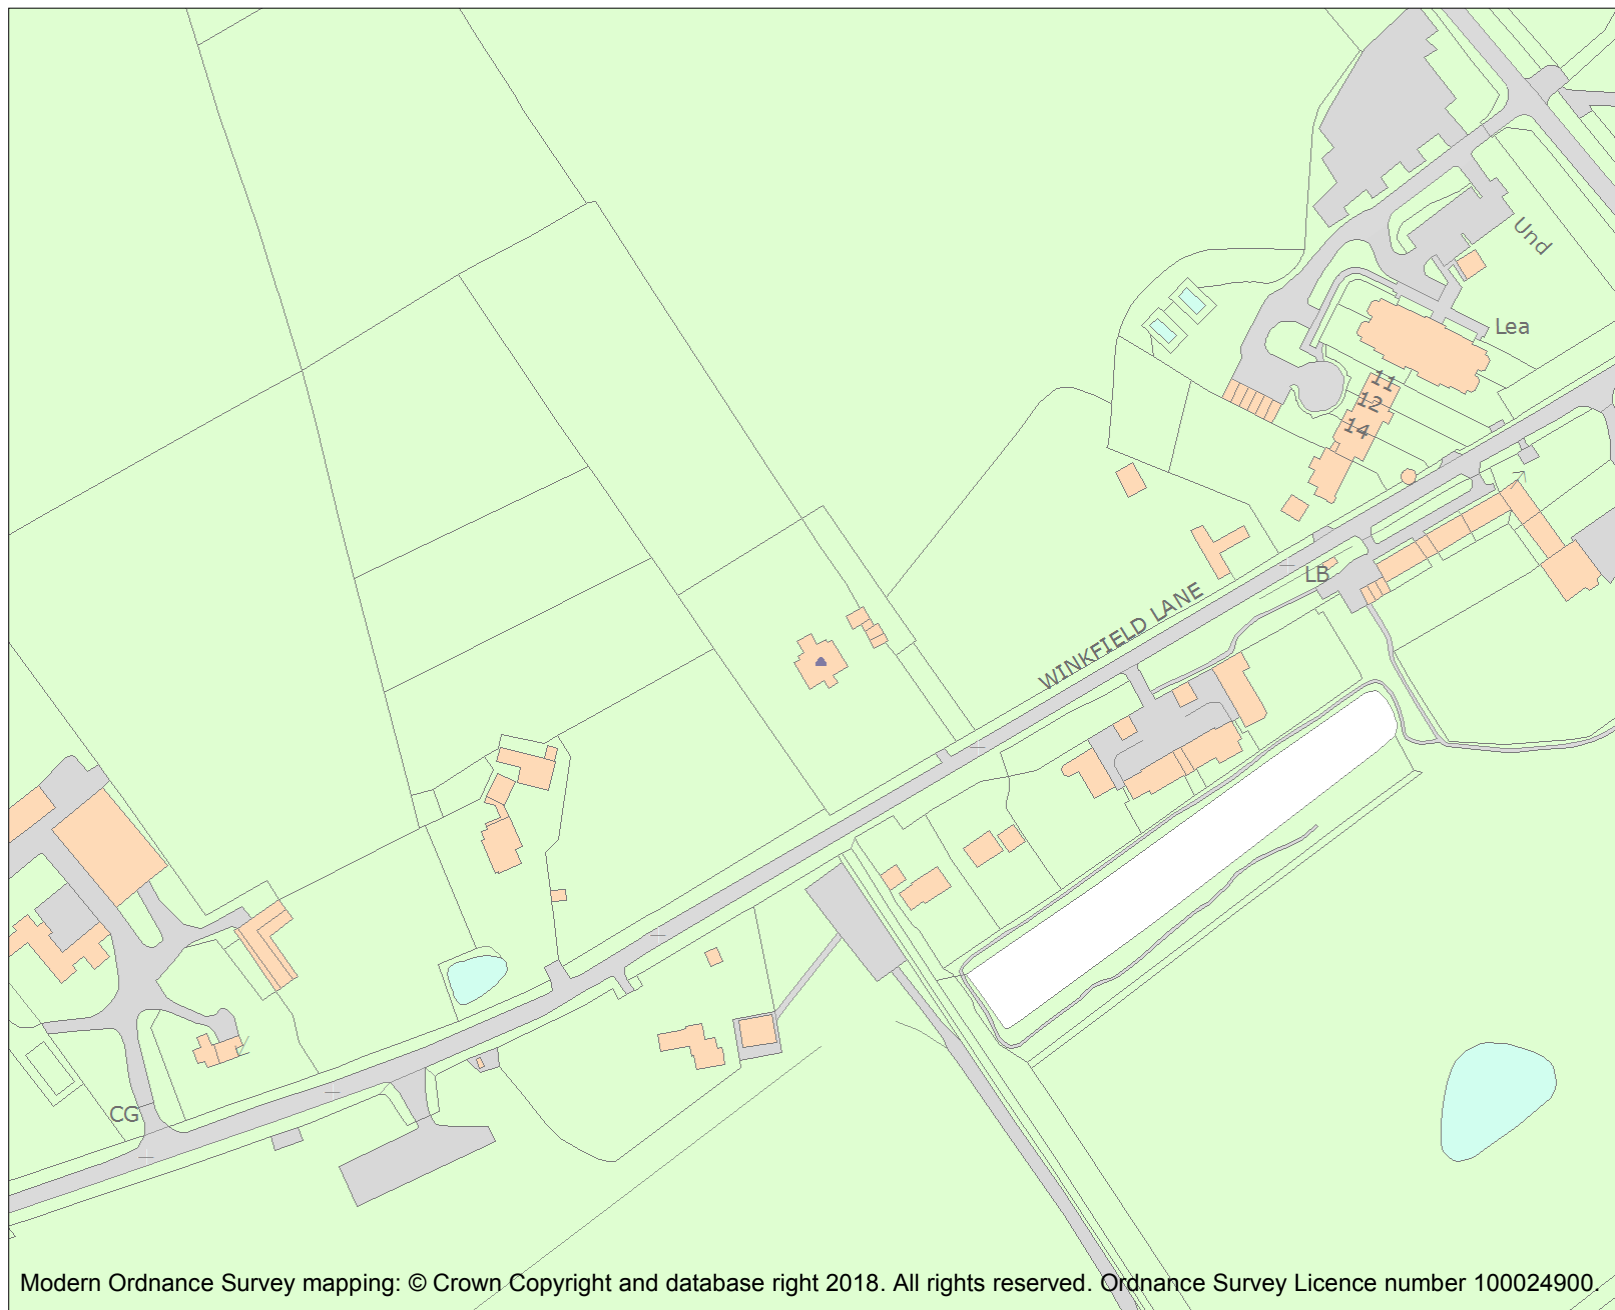 Und
Lea
11
12
14
LB
WINKFIELD LANE
CG
Modern Ordnance Survey mapping: © Crown Copyright and database right 2018. All rights reserved. Ordnance Survey Licence number 100024900.